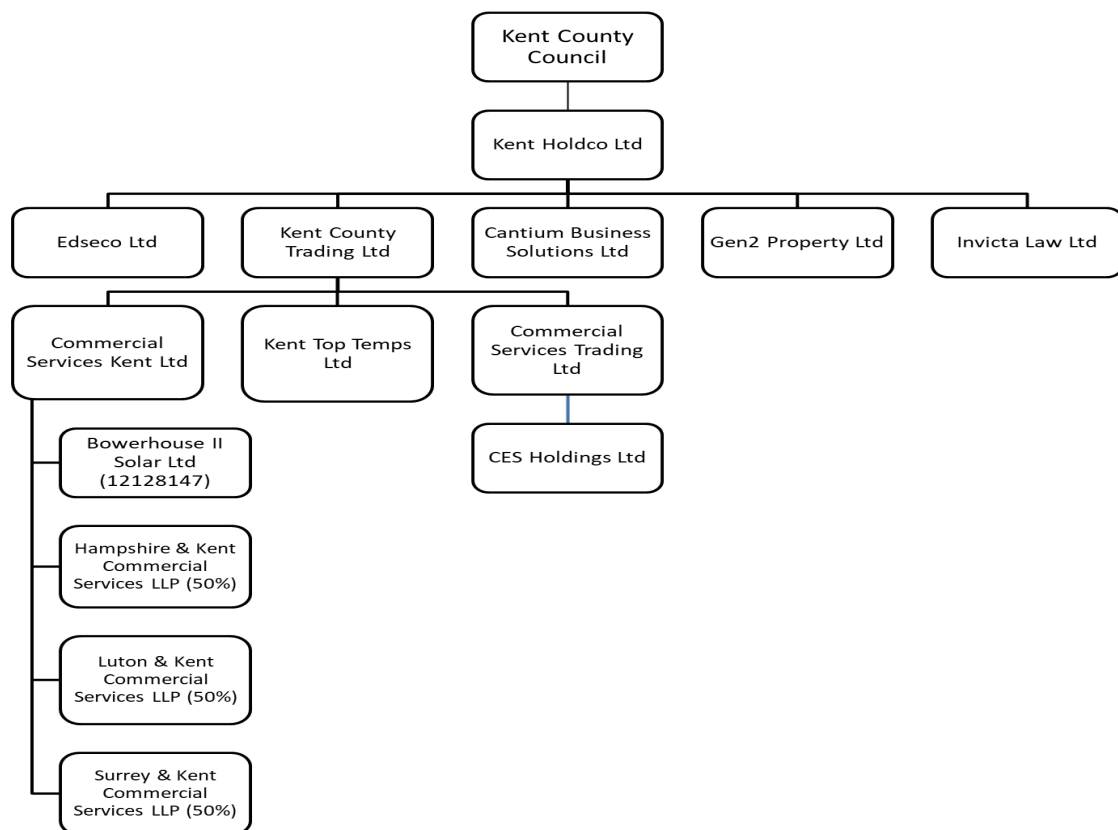 Kent County
Council
Kent Holdco Ltd
Edseco Ltd
Kent County
Trading Ltd
Cantium Business
Solutions Ltd
Gen2 Property Ltd
Invicta Law Ltd
Commercial
Services Kent Ltd
Kent Top Temps
Ltd
Commercial
Services Trading
Ltd
Bowerhouse II
Solar Ltd
(12128147)
CES Holdings Ltd
Hampshire & Kent
Commercial
Services LLP (50%)
Luton & Kent
Commercial
Services LLP (50%)
Surrey & Kent
Commercial
Services LLP (50%)